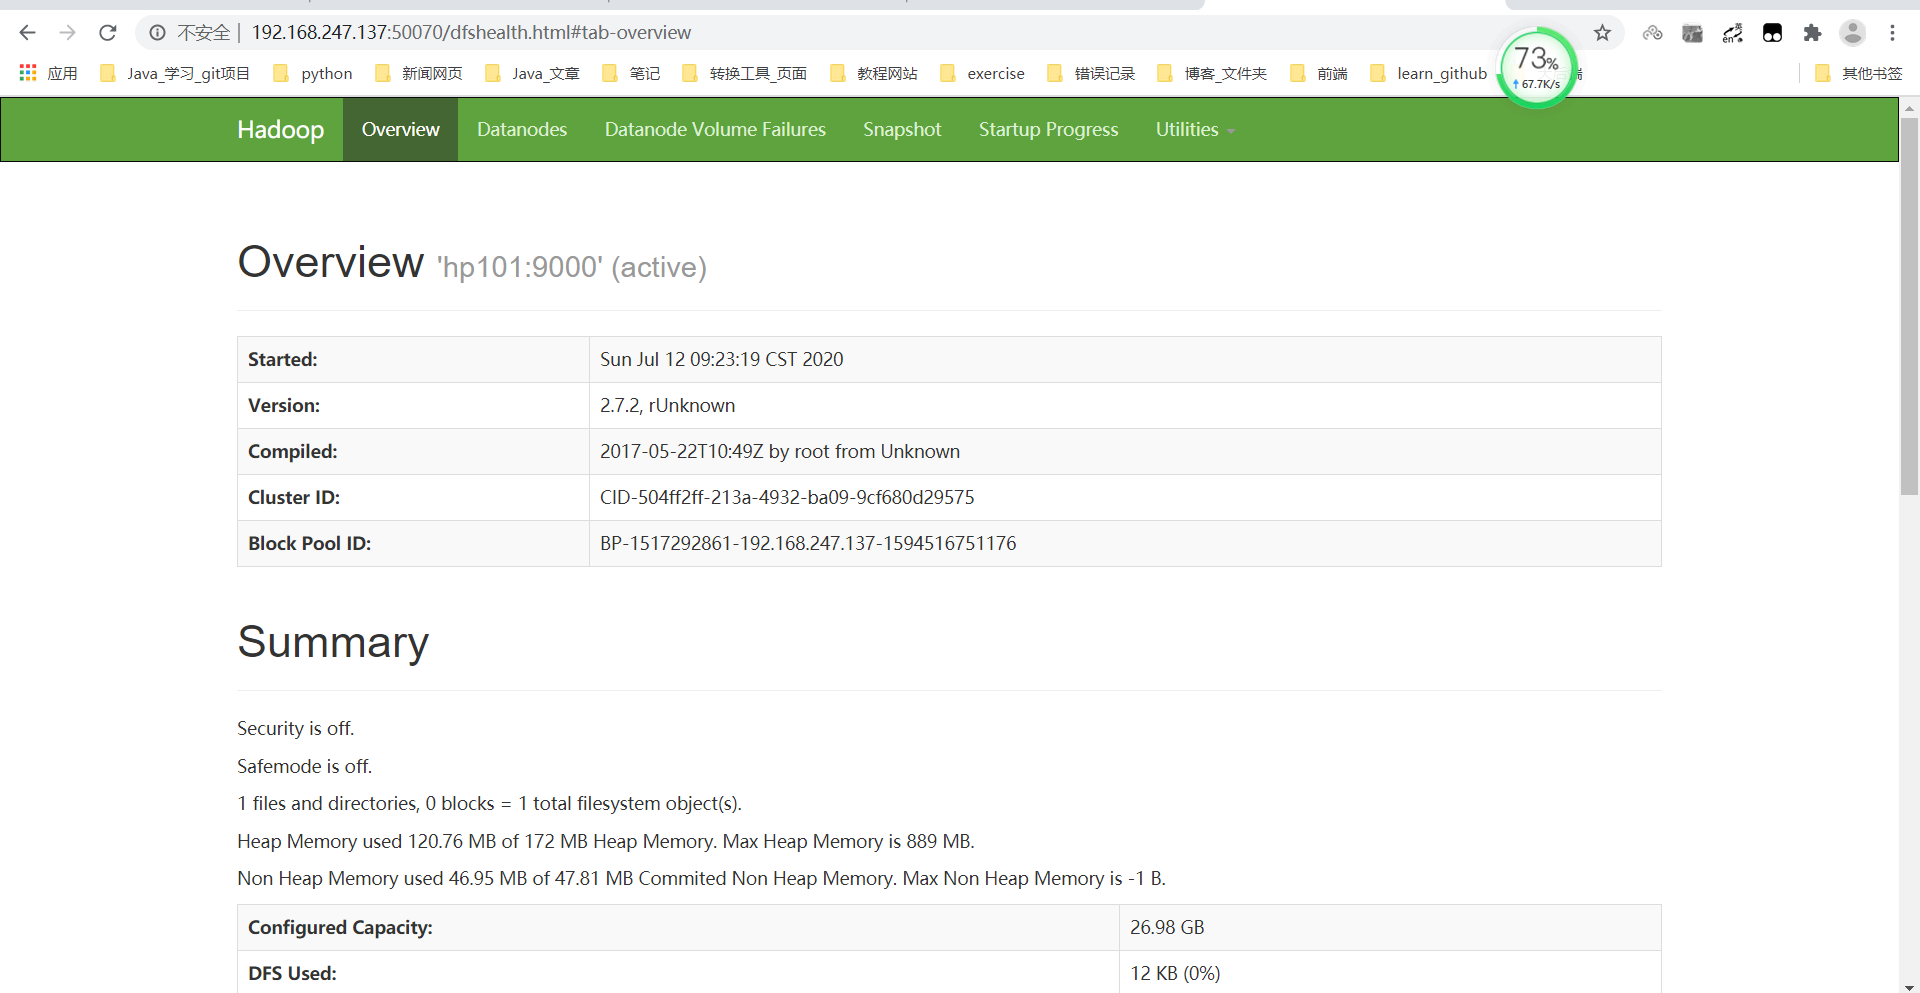 不安全 | 192.168.247.137:50070/dfshealth.html#tab-overview
应用 Java_学习_git项目 python 新闻网页 Java_文章 笔记 转换工具_页面 教程网站 exercise 错误记录 博客_文件夹 前端 learn_github 其他书签
73%
67.7K/s
Hadoop Overview Datanodes Datanode Volume Failures Snapshot Startup Progress Utilities
Overview 'hp101:9000' (active)
Started: Sun Jul 12 09:23:19 CST 2020
Version: 2.7.2, rUnknown
Compiled: 2017-05-22T10:49Z by root from Unknown
Cluster ID: CID-504ff2ff-213a-4932-ba09-9cf680d29575
Block Pool ID: BP-1517292861-192.168.247.137-1594516751176
Summary
Security is off.
Safemode is off.
1 files and directories, 0 blocks = 1 total filesystem object(s).
Heap Memory used 120.76 MB of 172 MB Heap Memory. Max Heap Memory is 889 MB.
Non Heap Memory used 46.95 MB of 47.81 MB Commited Non Heap Memory. Max Non Heap Memory is -1 B.
Configured Capacity: 26.98 GB
DFS Used: 12 KB (0%)